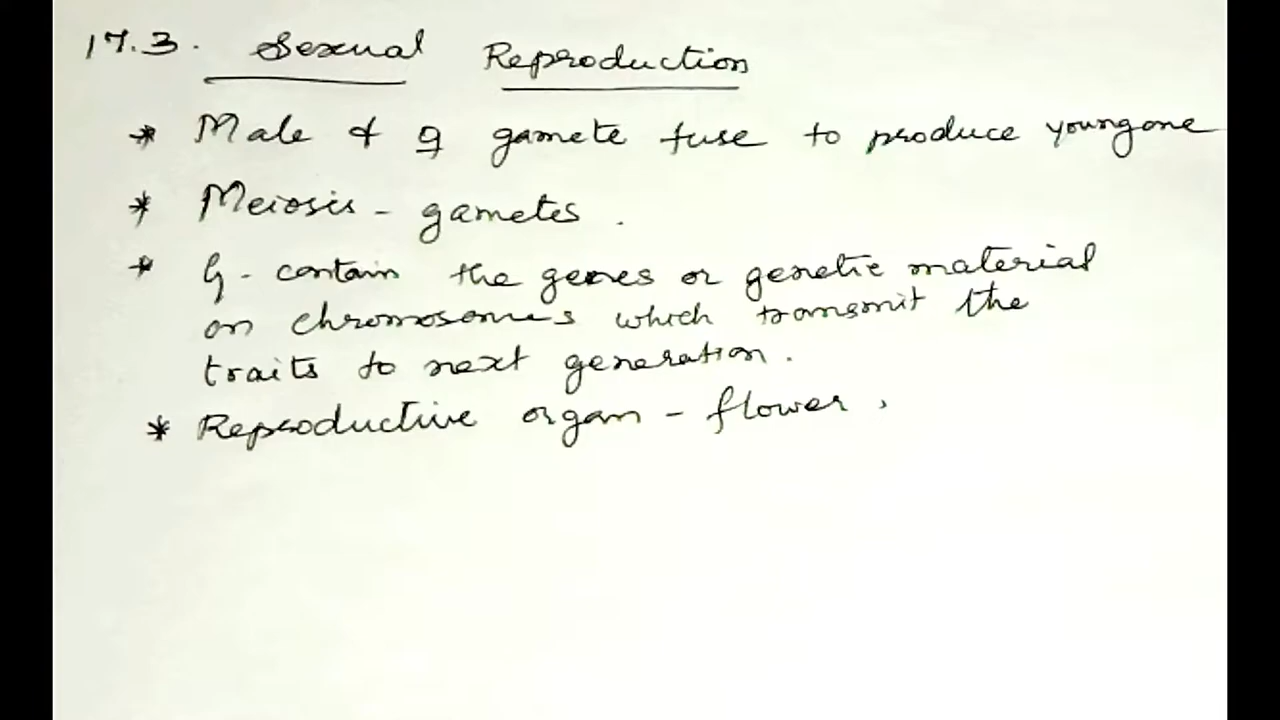 17.3. Sexual Reproduction
* Male & ♀ gamete fuse to produce youngone
* Meiosis - gametes.
* G - contain the genes or genetic material
on chromosomes which transmit the
traits to next generation.
* Reproductive organ - flower,